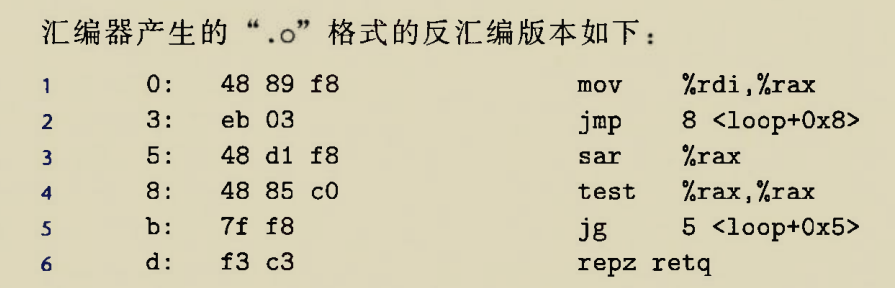 汇编器产生的“.o”格式的反汇编版本如下：
1 0: 48 89 f8 mov %rdi,%rax
2 3: eb 03 jmp 8 <loop+0x8>
3 5: 48 d1 f8 sar %rax
4 8: 48 85 c0 test %rax,%rax
5 b: 7f f8 jg 5 <loop+0x5>
6 d: f3 c3 repz retq